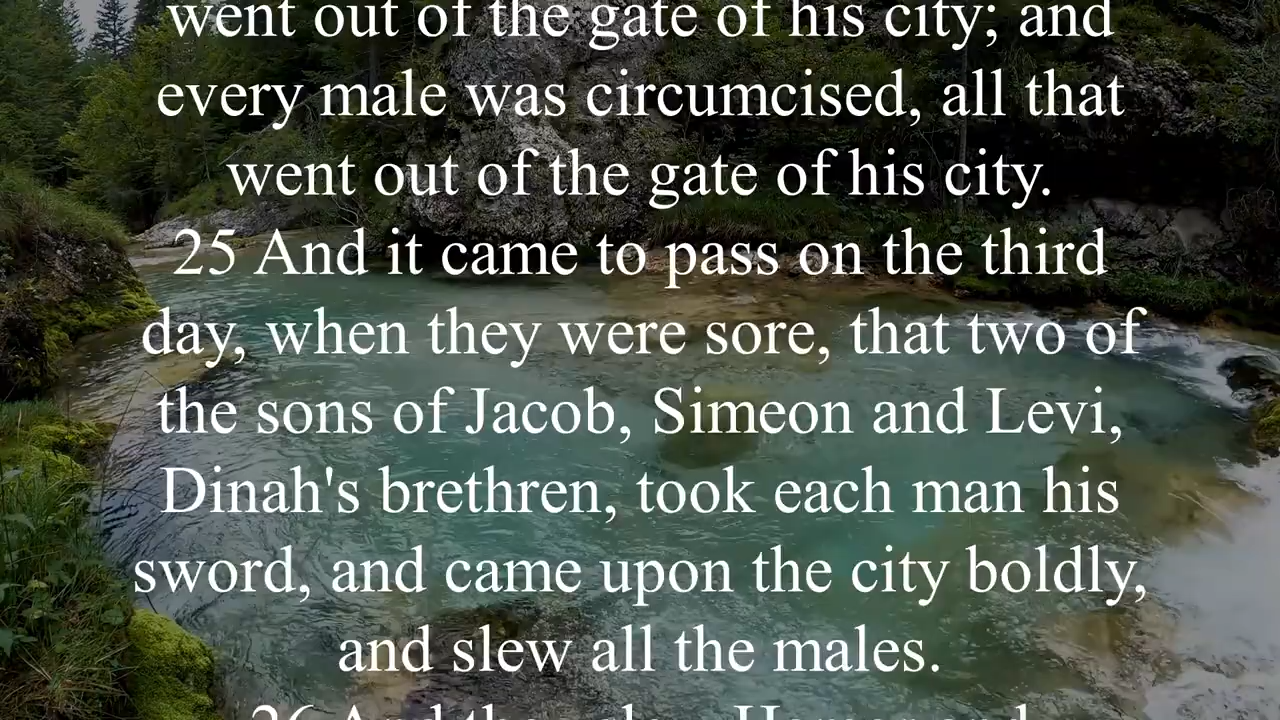 went out of the gate of his city; and
every male was circumcised, all that
went out of the gate of his city.
25 And it came to pass on the third
day, when they were sore, that two of
the sons of Jacob, Simeon and Levi,
Dinah's brethren, took each man his
sword, and came upon the city boldly,
and slew all the males.
26 And they slew Hamor and